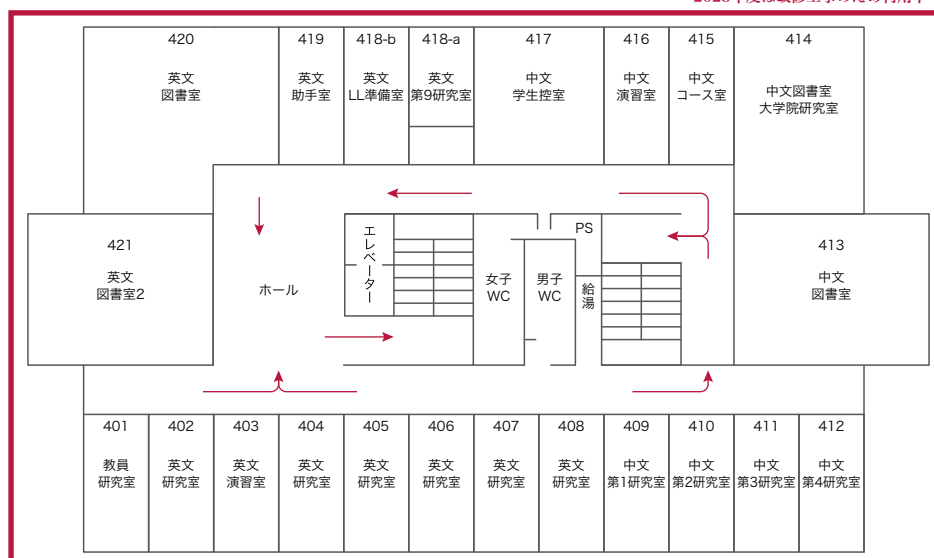 420
英文
図書室
419
英文
助手室
418-b
英文
LL準備室
418-a
英文
第9研究室
417
中文
学生控室
416
中文
演習室
415
中文
コース室
414
中文図書室
大学院研究室
421
英文
図書室2
ホール
エレベーター
女子
WC
男子
WC
PS
給湯
413
中文
図書室
401
教員
研究室
402
英文
研究室
403
英文
演習室
404
英文
研究室
405
英文
研究室
406
英文
研究室
407
英文
研究室
408
英文
研究室
409
中文
第1研究室
410
中文
第2研究室
411
中文
第3研究室
412
中文
第4研究室